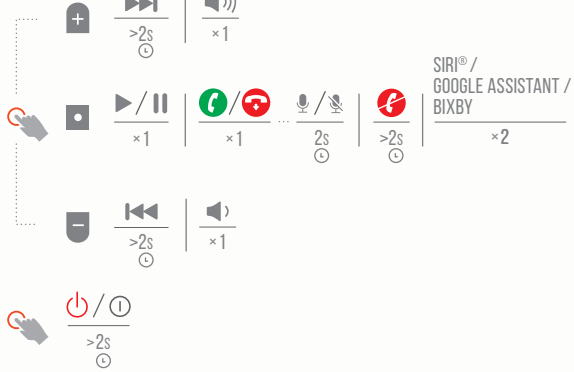 >2s
×1
SIRI® /
GOOGLE ASSISTANT /
BIXBY
×1
×1
2s
>2s
×2
>2s
×1
>2s